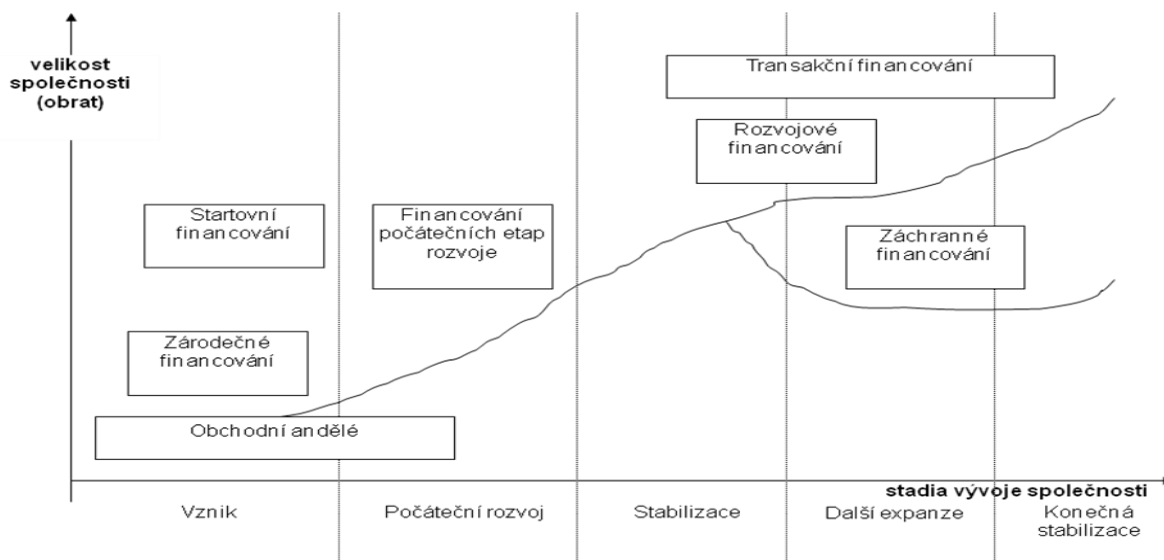 velikost
společnosti
(obrat)
Transakční financování
Rozvojové
financování
Startovní
financování
Financování
počátečních etap
rozvoje
Záchranné
financování
Zárodečné
financování
Obchodní andělé
stadia vývoje společnosti
Vznik
Počáteční rozvoj
Stabilizace
Další expanze
Konečná
stabilizace